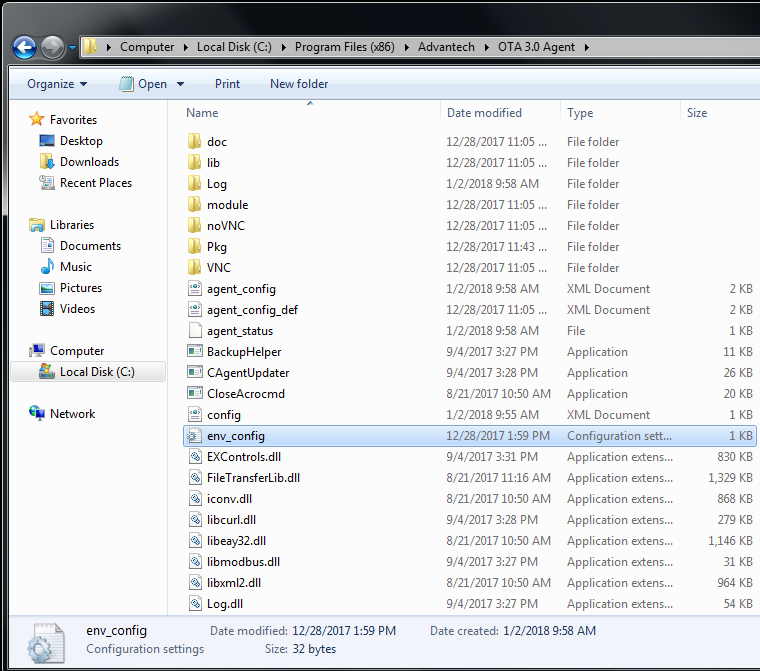 Computer Local Disk (C:) Program Files (x86) Advantech OTA 3.0 Agent
Organize Open Print New folder
Favorites
Desktop
Downloads
Recent Places
Libraries
Documents
Music
Pictures
Videos
Computer
Local Disk (C:)
Network
Name Date modified Type Size
doc 12/28/2017 11:05 ... File folder
lib 12/28/2017 11:05 ... File folder
Log 1/2/2018 9:58 AM File folder
module 12/28/2017 11:05 ... File folder
noVNC 12/28/2017 11:05 ... File folder
Pkg 12/28/2017 11:43 ... File folder
VNC 12/28/2017 11:05 ... File folder
agent_config 1/2/2018 9:58 AM XML Document 2 KB
agent_config_def 12/28/2017 11:05 ... XML Document 2 KB
agent_status 1/2/2018 9:58 AM File 1 KB
BackupHelper 9/4/2017 3:27 PM Application 11 KB
CAgentUpdater 9/4/2017 3:28 PM Application 26 KB
CloseAcrocmd 8/21/2017 10:50 AM Application 20 KB
config 1/2/2018 9:55 AM XML Document 1 KB
env_config 12/28/2017 1:59 PM Configuration sett... 1 KB
EXControls.dll 9/4/2017 3:31 PM Application extens... 830 KB
FileTransferLib.dll 8/21/2017 11:16 AM Application extens... 1,329 KB
iconv.dll 8/21/2017 10:50 AM Application extens... 868 KB
libcurl.dll 9/4/2017 3:28 PM Application extens... 279 KB
libeay32.dll 8/21/2017 10:50 AM Application extens... 1,146 KB
libmodbus.dll 9/4/2017 3:27 PM Application extens... 31 KB
libxml2.dll 8/21/2017 10:50 AM Application extens... 964 KB
Log.dll 9/4/2017 3:27 PM Application extens... 54 KB
env_config Date modified: 12/28/2017 1:59 PM Date created: 1/2/2018 9:58 AM
Configuration settings Size: 32 bytes